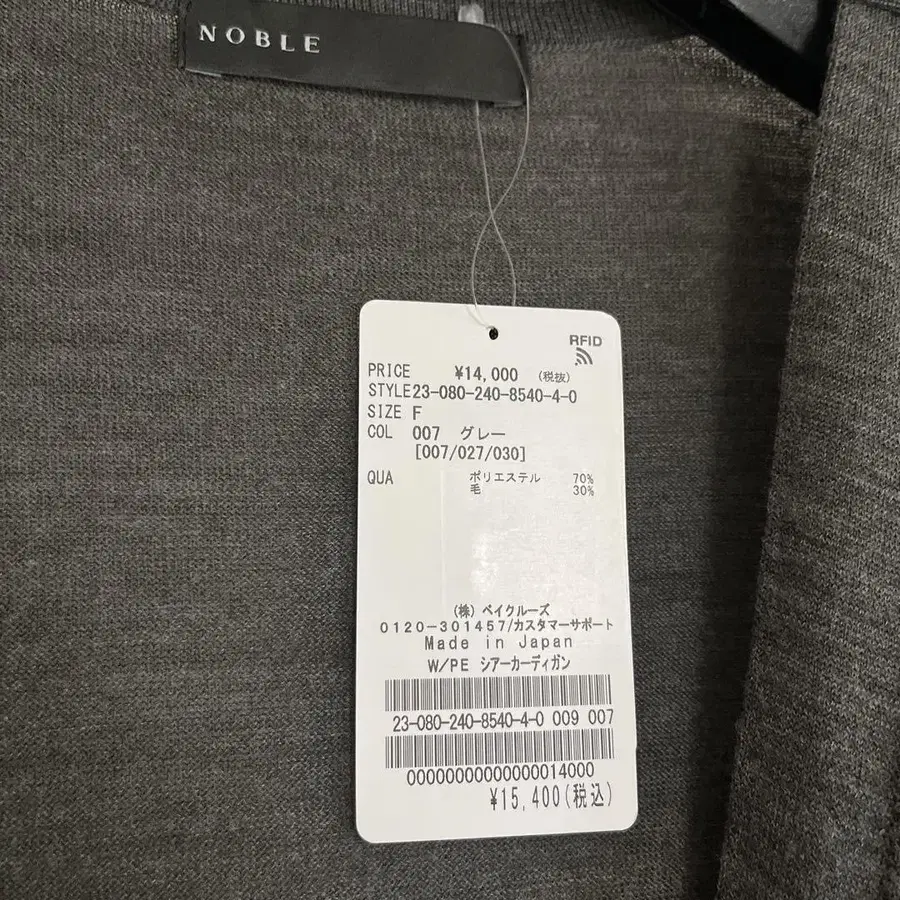 NOBLE
RFID
PRICE ¥14,000 (税抜)
STYLE23-080-240-8540-4-0
SIZE F
COL 007 グレー
[007/027/030]
QUA ポリエステル 70%
毛 30%
(株) ベイクルーズ
0120-301457/カスタマーサポート
Made in Japan
W/PE シアーカーディガン
23-080-240-8540-4-0 009 007
00000000000000014000
¥15,400(税込)